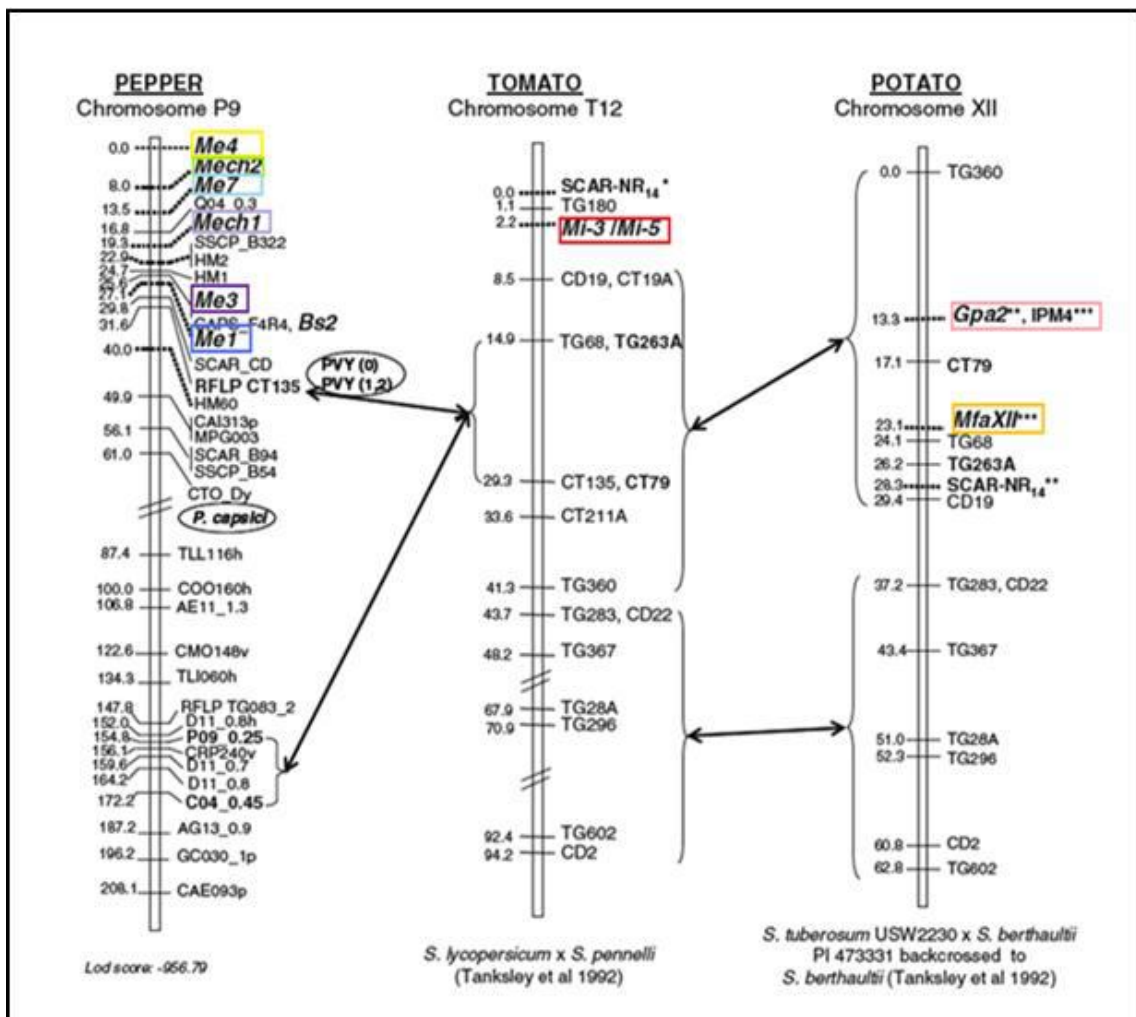 PEPPER
Chromosome P9
0.0
8.0
13.5
16.8
19.3
22.9
24.7
25.6
27.1
29.8
31.6
40.0
49.9
56.1
61.0
87.4
100.0
106.8
122.6
134.3
147.8
152.0
154.8
156.1
159.6
164.2
172.2
187.2
196.2
208.1
Me4
Mech2
Me7
Q04_0.3
Mech1
SSCP_B322
HM2
HM1
Me3
CAPS_F4R4, Bs2
Me1
SCAR_CD
RFLP CT135
HM60
CAI313p
MPG003
SCAR_B94
SSCP_B54
CTO_Dy
P. capsici
TLL116h
COO160h
AE11_1.3
CMO148v
TLI060h
RFLP TG083_2
D11_0.8h
P09_0.25
CRP240v
D11_0.7
D11_0.8
C04_0.45
AG13_0.9
GC030_1p
CAE093p
PVY (0)
PVY (1,2)
Lod score: -956.79
TOMATO
Chromosome T12
0.0 SCAR-NR14*
1.1 TG180
2.2 Mi-3 /Mi-5
8.5 CD19, CT19A
14.9 TG68, TG263A
29.3 CT135, CT79
33.6 CT211A
41.3 TG360
43.7 TG283, CD22
48.2 TG367
67.9 TG28A
70.9 TG296
92.4 TG602
94.2 CD2
S. lycopersicum x S. pennelli
(Tanksley et al 1992)
POTATO
Chromosome XII
0.0 TG360
13.3 Gpa2**, IPM4***
17.1 CT79
23.1 MfaXII***
24.1 TG68
26.2 TG263A
28.3 SCAR-NR14**
29.4 CD19
37.2 TG283, CD22
43.4 TG367
51.0 TG28A
52.3 TG296
60.8 CD2
62.8 TG602
S. tuberosum USW2230 x S. berthaultii
PI 473331 backcrossed to
S. berthaultii (Tanksley et al 1992)